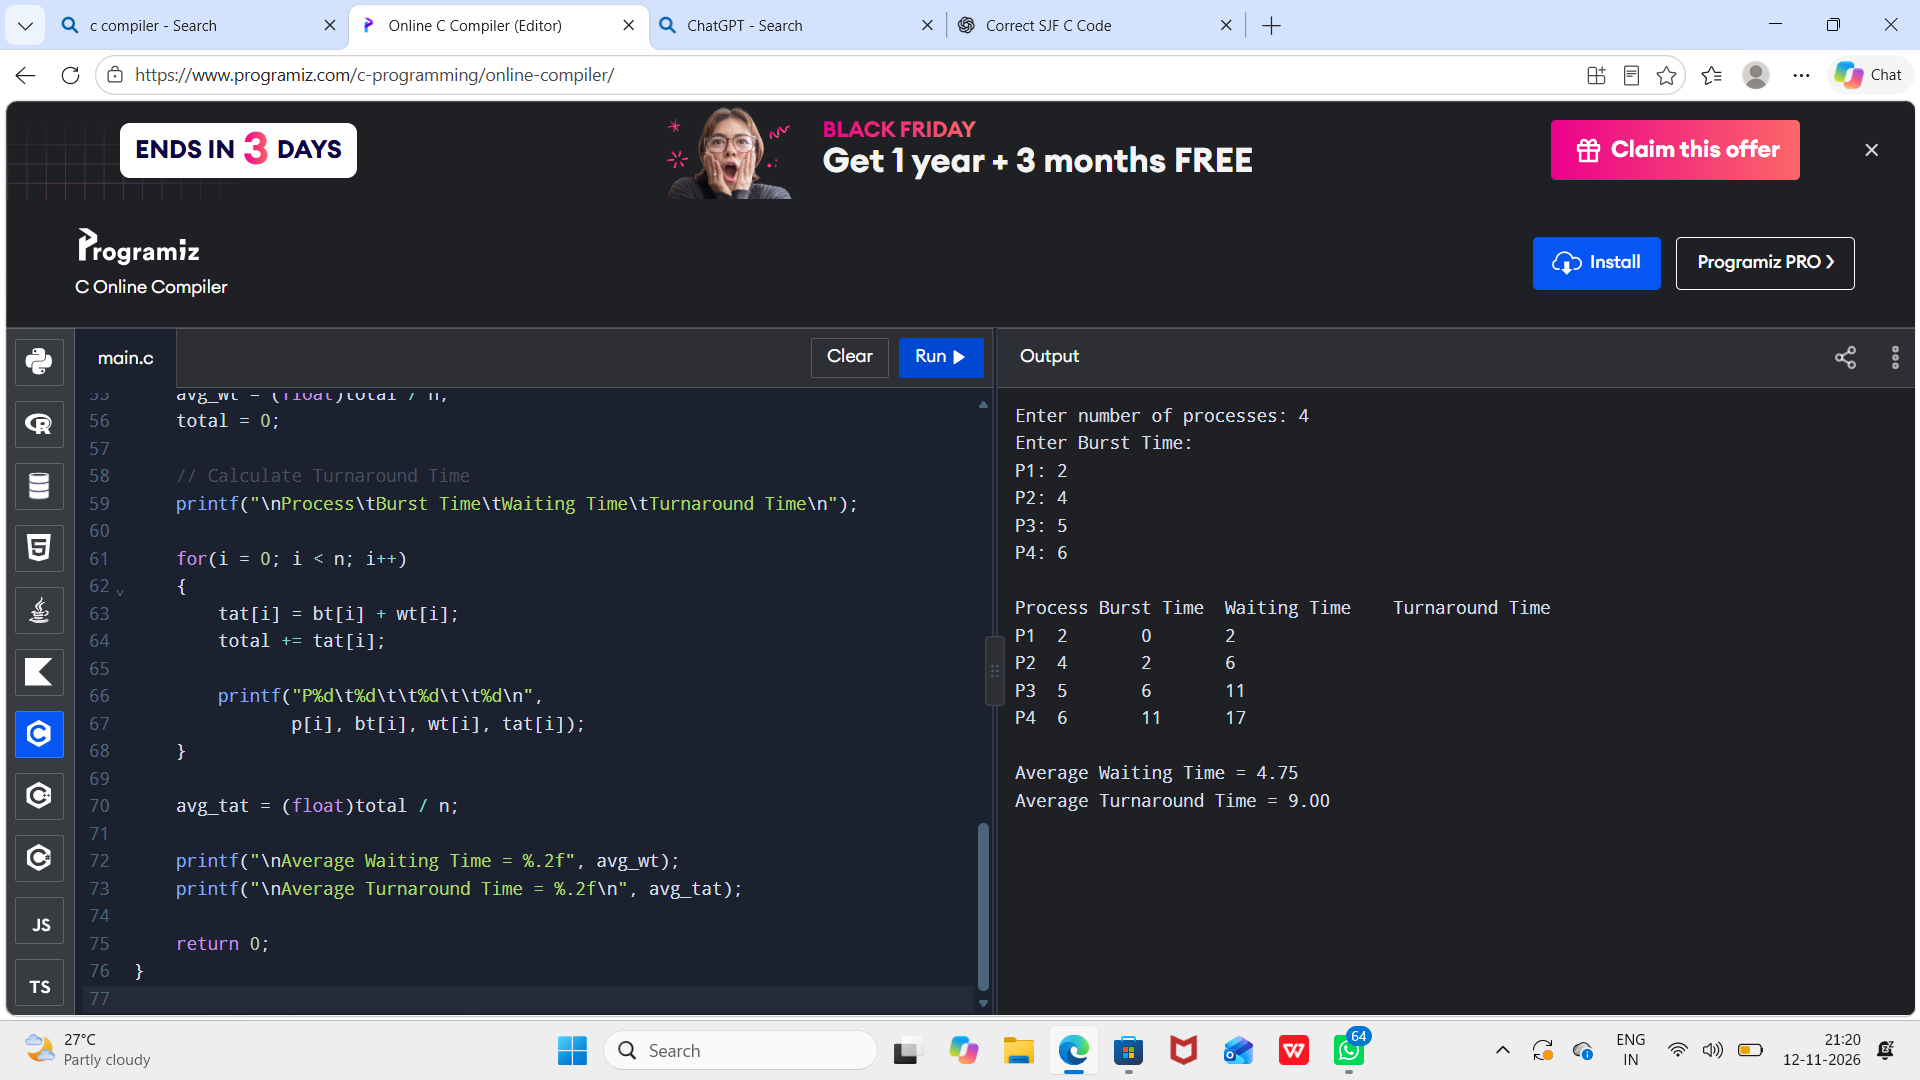 c compiler - Search
Online C Compiler (Editor)
ChatGPT - Search
Correct SJF C Code
https://www.programiz.com/c-programming/online-compiler/
Chat
ENDS IN 3 DAYS
BLACK FRIDAY
Get 1 year + 3 months FREE
Claim this offer
Programiz
C Online Compiler
Install
Programiz PRO
main.c
Clear
Run
Output
55 avg_wt = (float)total / n;
56 total = 0;
57
58 // Calculate Turnaround Time
59 printf("\nProcess\tBurst Time\tWaiting Time\tTurnaround Time\n");
60
61 for(i = 0; i < n; i++)
62 {
63 tat[i] = bt[i] + wt[i];
64 total += tat[i];
65
66 printf("P%d\t%d\t\t%d\t\t%d\n",
67 p[i], bt[i], wt[i], tat[i]);
68 }
69
70 avg_tat = (float)total / n;
71
72 printf("\nAverage Waiting Time = %.2f", avg_wt);
73 printf("\nAverage Turnaround Time = %.2f\n", avg_tat);
74
75 return 0;
76 }
77
Enter number of processes: 4
Enter Burst Time:
P1: 2
P2: 4
P3: 5
P4: 6
Process Burst Time Waiting Time Turnaround Time
P1 2 0 2
P2 4 2 6
P3 5 6 11
P4 6 11 17
Average Waiting Time = 4.75
Average Turnaround Time = 9.00
R
5
C
C
C
JS
TS
27°C
Partly cloudy
Search
W
64
ENG
IN
21:20
12-11-2026